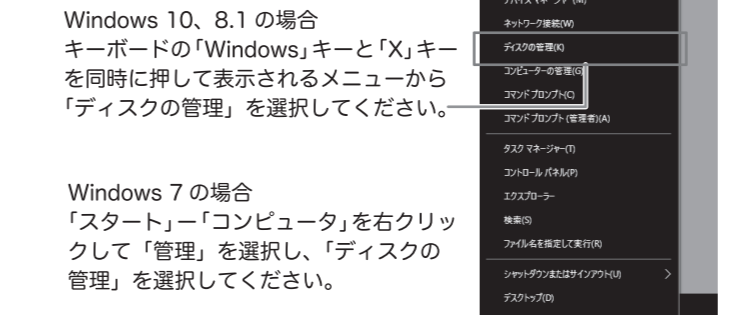 Windows 10、8.1 の場合
キーボードの「Windows」キーと「X」キー
を同時に押して表示されるメニューから
「ディスクの管理」を選択してください。
Windows 7 の場合
「スタート」ー「コンピュータ」を右クリッ
クして「管理」を選択し、「ディスクの
管理」を選択してください。
デバイス マネージャー(M)
ネットワーク接続(W)
ディスクの管理(K)
コンピューターの管理(G)
コマンド プロンプト(C)
コマンド プロンプト (管理者)(A)
タスク マネージャー(T)
コントロール パネル(P)
エクスプローラー
検索(S)
ファイル名を指定して実行(R)
シャットダウンまたはサインアウト(U)
デスクトップ(D)